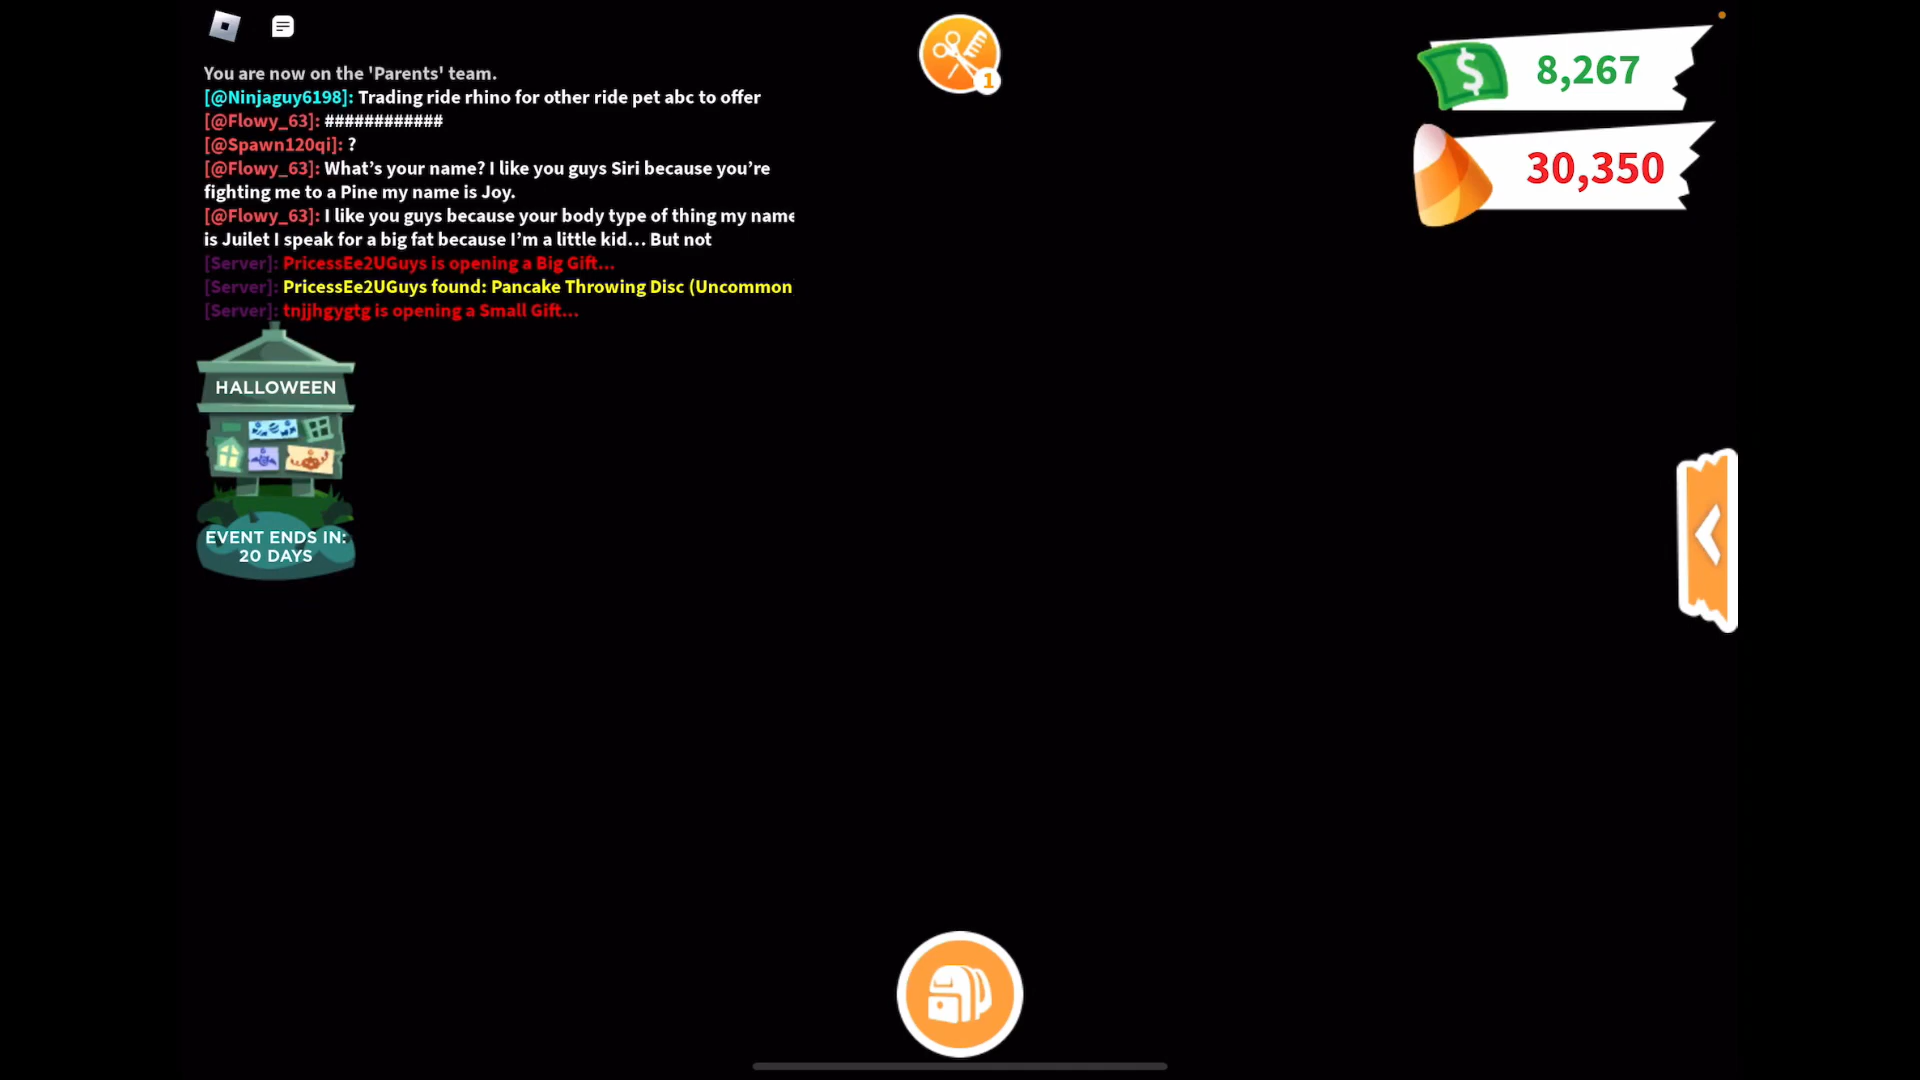 You are now on the 'Parents' team.
[@Ninjaguy6198]: Trading ride rhino for other ride pet abc to offer
[@Flowy_63]: ############
[@Spawn120qi]: ?
[@Flowy_63]: What’s your name? I like you guys Siri because you’re
fighting me to a Pine my name is Joy.
[@Flowy_63]: I like you guys because your body type of thing my name
is Juilet I speak for a big fat because I’m a little kid… But not
[Server]: PricessEe2UGuys is opening a Big Gift...
[Server]: PricessEe2UGuys found: Pancake Throwing Disc (Uncommon
[Server]: tnjjhgygtg is opening a Small Gift...
HALLOWEEN
EVENT ENDS IN:
20 DAYS
1
8,267
30,350